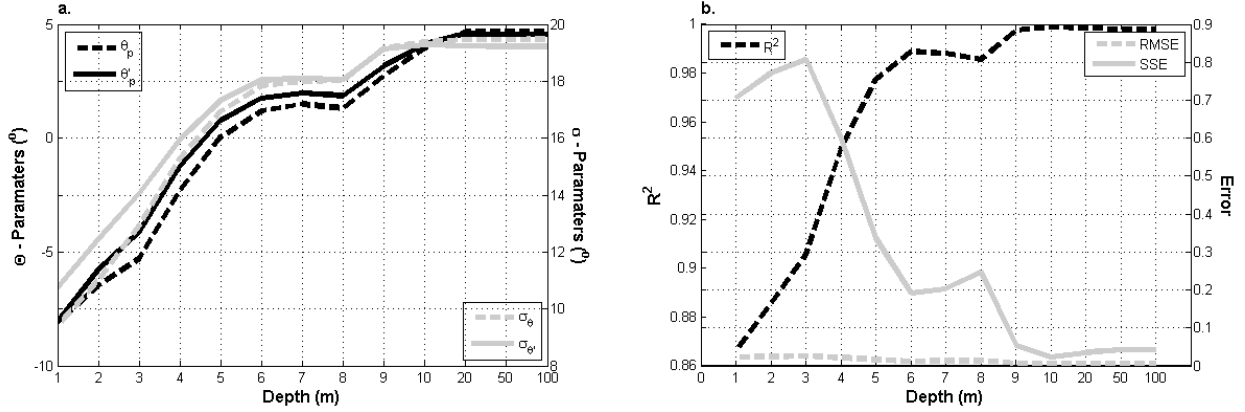 a.
5
0
-5
-10
Θ - Paramaters (⁰)
θp
θ'p
σθ
σθ'
20
18
16
14
12
10
8
σ - Paramaters (⁰)
1 2 3 4 5 6 7 8 9 10 20 50 100
Depth (m)
b.
1
0.98
0.96
0.94
0.92
0.9
0.88
0.86
R²
R²
RMSE
SSE
0.9
0.8
0.7
0.6
0.5
0.4
0.3
0.2
0.1
0
Error
0 1 2 3 4 5 6 7 8 9 10 20 50 100
Depth (m)